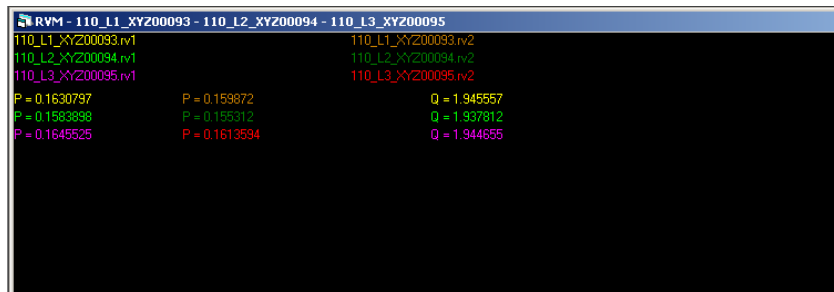 RVM - 110_L1_XYZ00093 - 110_L2_XYZ00094 - 110_L3_XYZ00095
110_L1_XYZ00093.rv1 110_L1_XYZ00093.rv2
110_L2_XYZ00094.rv1 110_L2_XYZ00094.rv2
110_L3_XYZ00095.rv1 110_L3_XYZ00095.rv2
P = 0.1630797 P = 0.159872 Q = 1.945557
P = 0.1583898 P = 0.155312 Q = 1.937812
P = 0.1645525 P = 0.1613594 Q = 1.944655